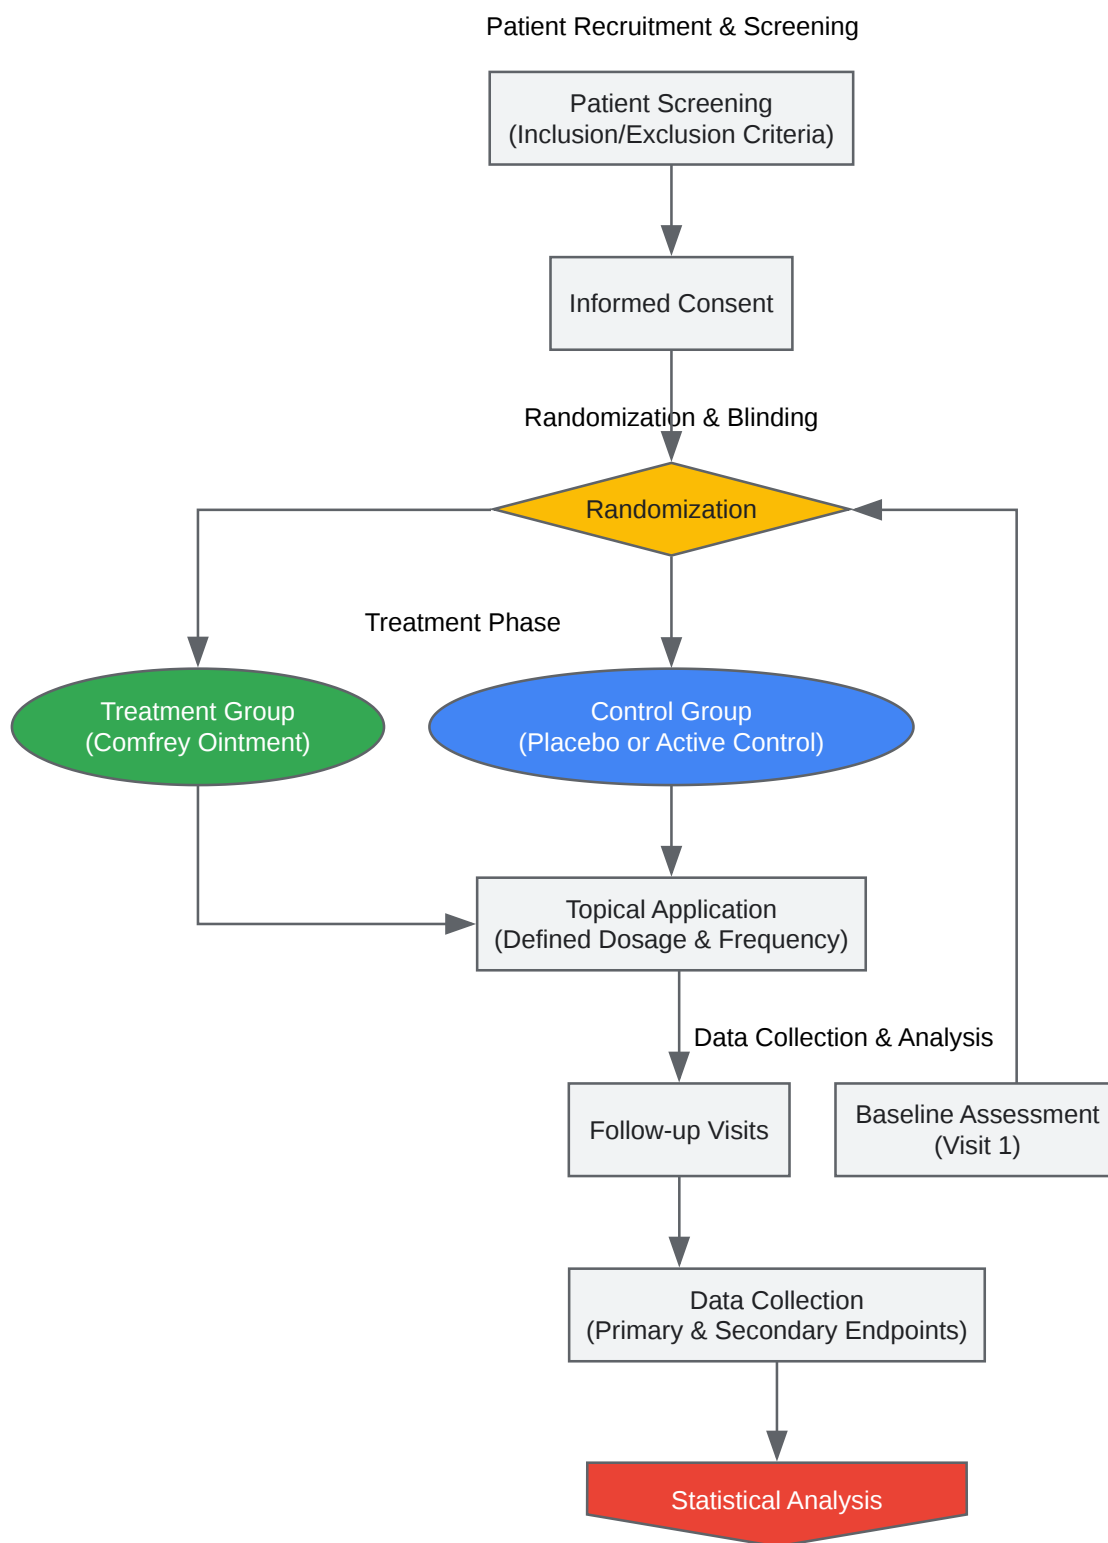 Patient Recruitment & Screening
Patient Screening
(Inclusion/Exclusion Criteria)
Informed Consent
Randomization & Blinding
Randomization
Treatment Phase
Treatment Group
(Comfrey Ointment)
Control Group
(Placebo or Active Control)
Topical Application
(Defined Dosage & Frequency)
Data Collection & Analysis
Follow-up Visits
Baseline Assessment
(Visit 1)
Data Collection
(Primary & Secondary Endpoints)
Statistical Analysis